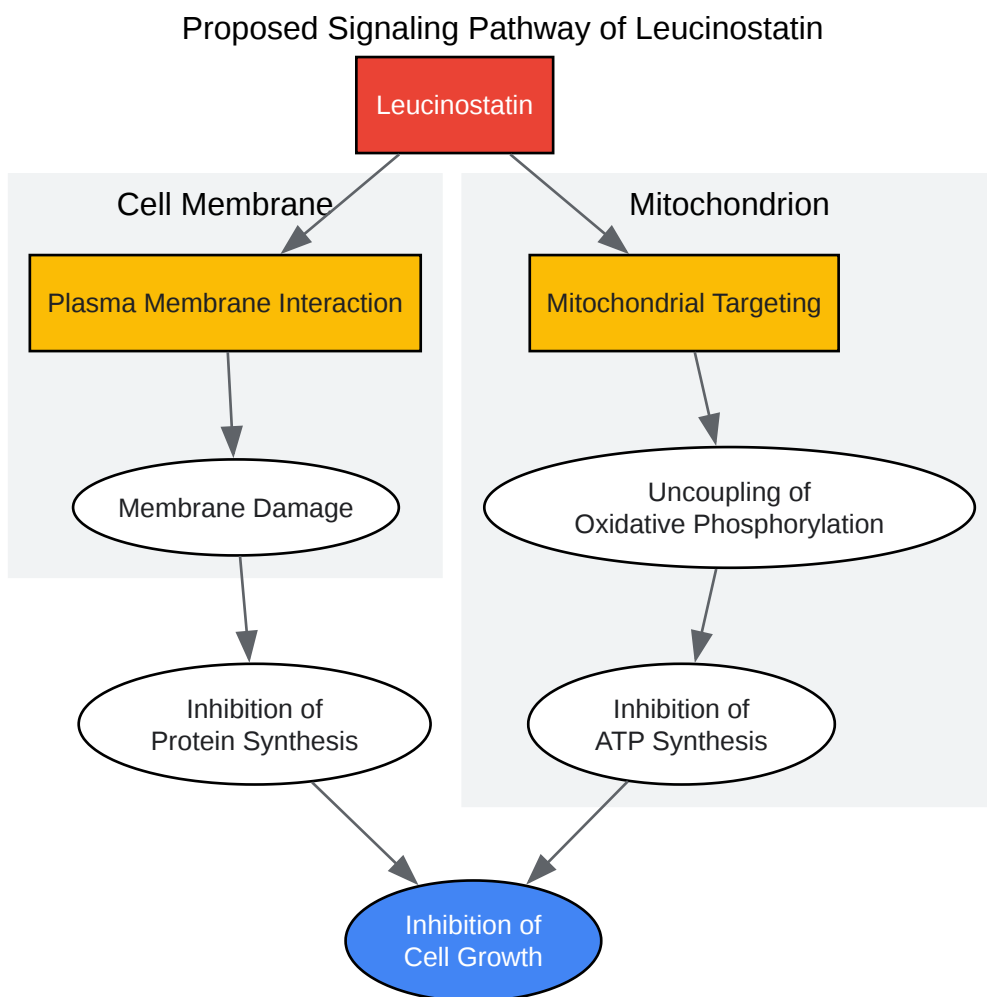 Proposed Signaling Pathway of Leucinostatin
Leucinostatin
Cell Membrane
Mitochondrion
Plasma Membrane Interaction
Mitochondrial Targeting
Membrane Damage
Uncoupling of
Oxidative Phosphorylation
Inhibition of
Protein Synthesis
Inhibition of
ATP Synthesis
Inhibition of
Cell Growth